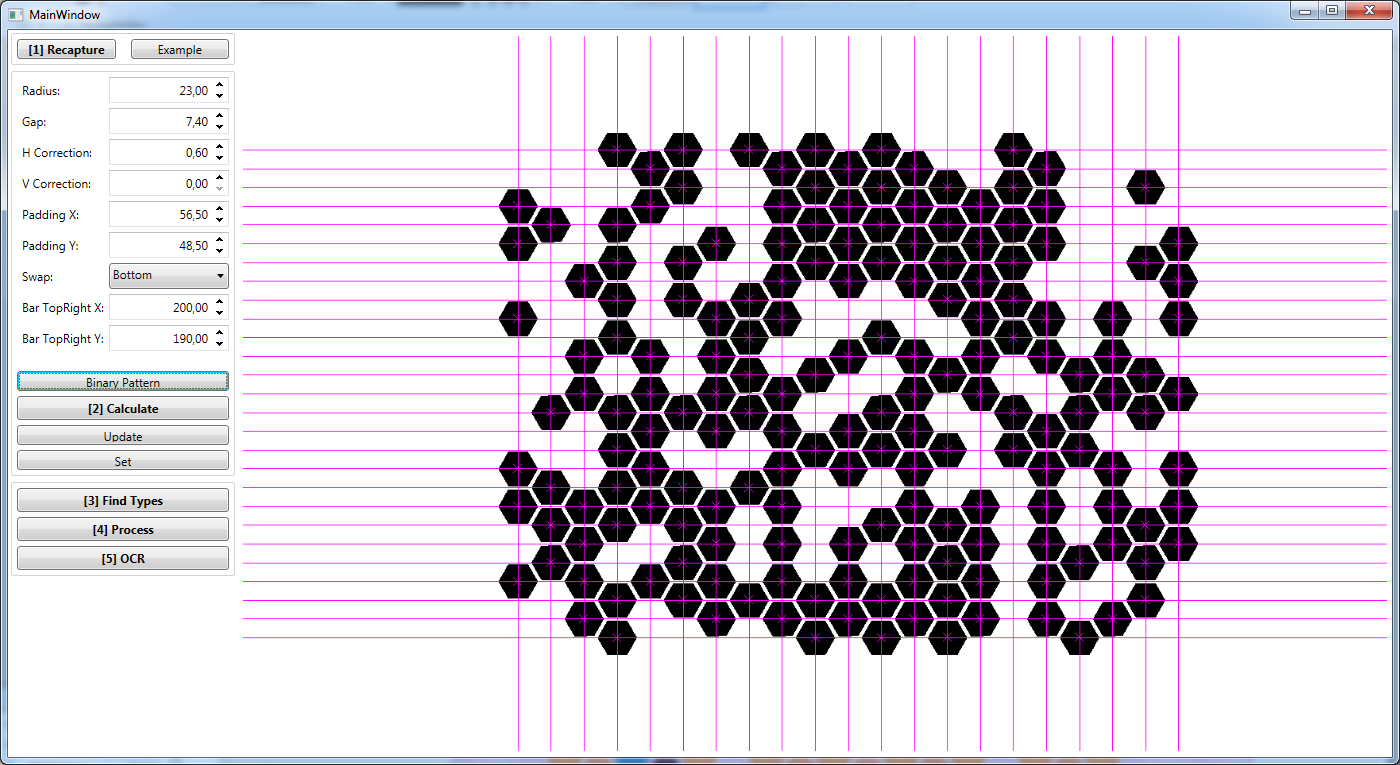 MainWindow
[1] Recapture Example
Radius: 23,00
Gap: 7,40
H Correction: 0,60
V Correction: 0,00
Padding X: 56,50
Padding Y: 48,50
Swap: Bottom
Bar TopRight X: 200,00
Bar TopRight Y: 190,00
Binary Pattern
[2] Calculate
Update
Set
[3] Find Types
[4] Process
[5] OCR